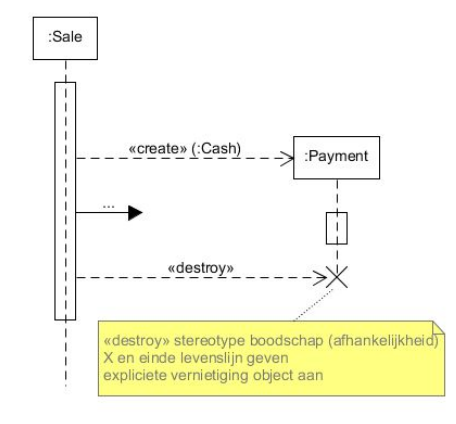 :Sale
«create» (:Cash)
:Payment
...
«destroy»
«destroy» stereotype boodschap (afhankelijkheid)
X en einde levenslijn geven
expliciete vernietiging object aan